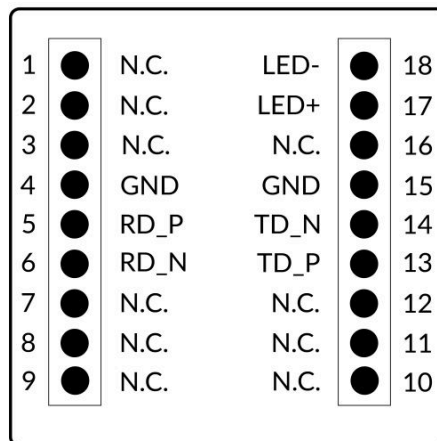 1 N.C. LED- 18
2 N.C. LED+ 17
3 N.C. N.C. 16
4 GND GND 15
5 RD_P TD_N 14
6 RD_N TD_P 13
7 N.C. N.C. 12
8 N.C. N.C. 11
9 N.C. N.C. 10